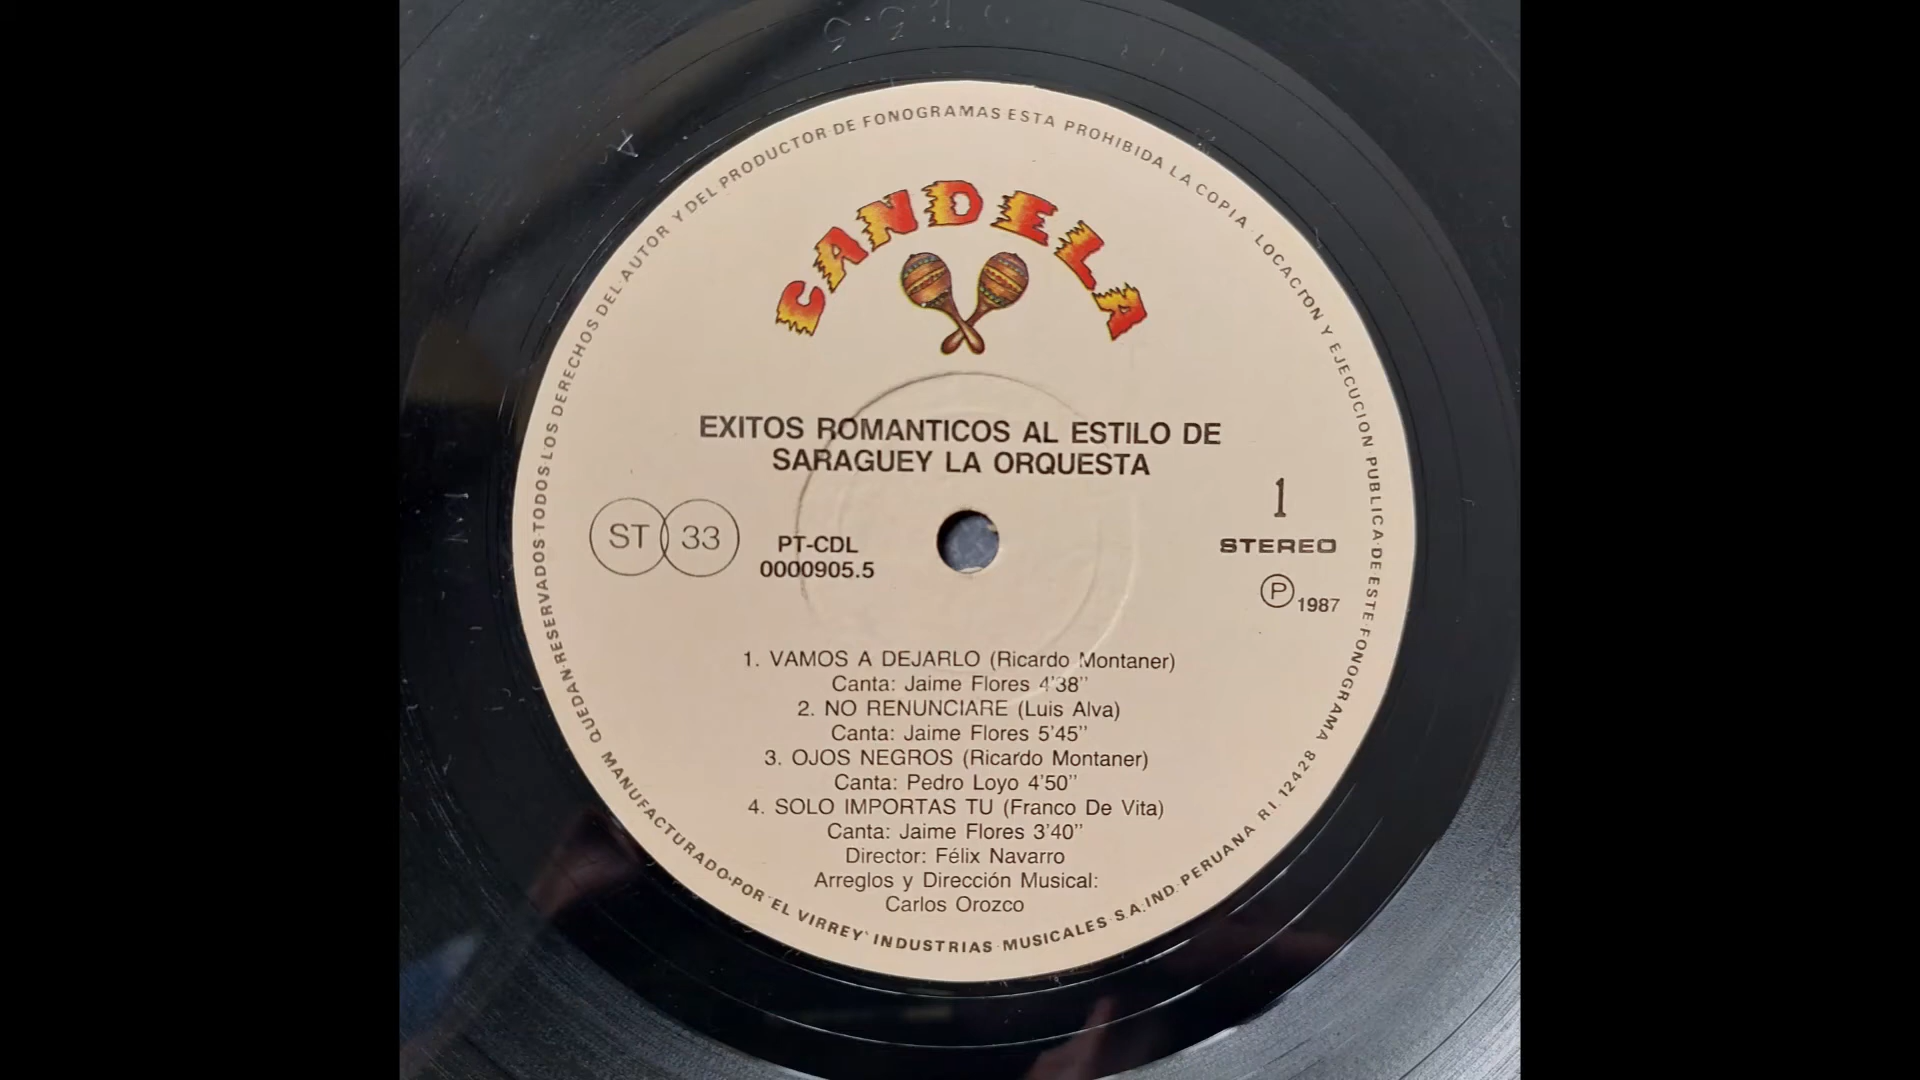 QUEDAN·RESERVADOS·TODOS LOS DERECHOS DEL AUTOR Y DEL PRODUCTOR DE FONOGRAMAS ESTA PROHIBIDA LA COPIA LOCACION Y EJECUCION PUBLICA DE ESTE FONOGRAMA
CANDELA
EXITOS ROMANTICOS AL ESTILO DE
SARAGUEY LA ORQUESTA
ST 33
PT-CDL
0000905.5
1
STEREO
Ⓟ 1987
1. VAMOS A DEJARLO (Ricardo Montaner)
Canta: Jaime Flores 4'38"
2. NO RENUNCIARE (Luis Alva)
Canta: Jaime Flores 5'45"
3. OJOS NEGROS (Ricardo Montaner)
Canta: Pedro Loyo 4'50"
4. SOLO IMPORTAS TU (Franco De Vita)
Canta: Jaime Flores 3'40"
Director: Félix Navarro
Arreglos y Dirección Musical:
Carlos Orozco
MANUFACTURADO·POR "EL VIRREY" INDUSTRIAS MUSICALES S.A. IND. PERUANA R.I. 12428